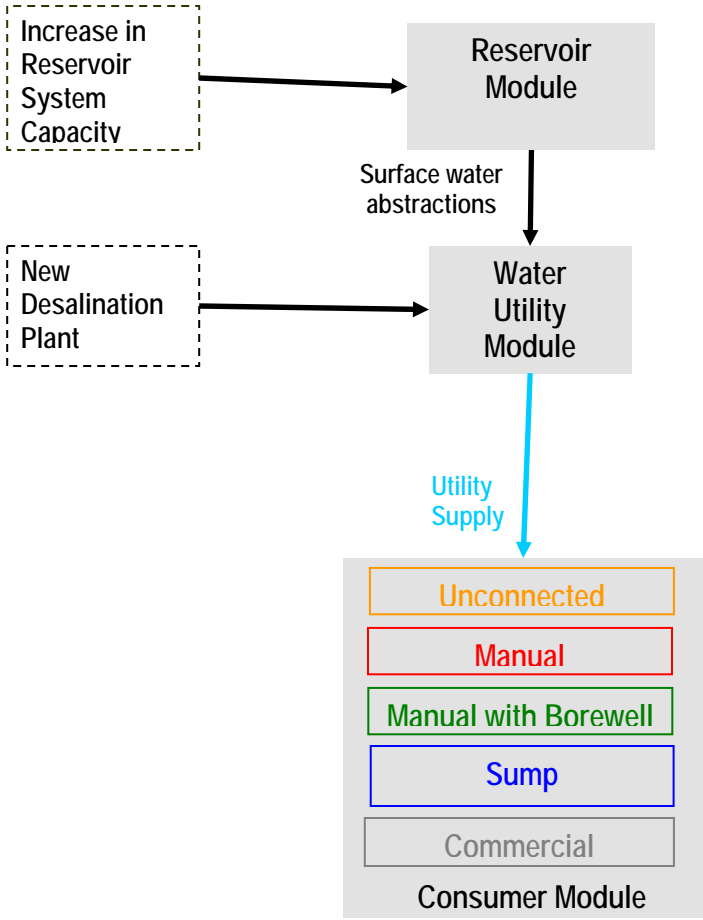 Increase in
Reservoir
System
Capacity
Reservoir
Module
Surface water
abstractions
New
Desalination
Plant
Water
Utility
Module
Utility
Supply
Unconnected
Manual
Manual with Borewell
Sump
Commercial
Consumer Module